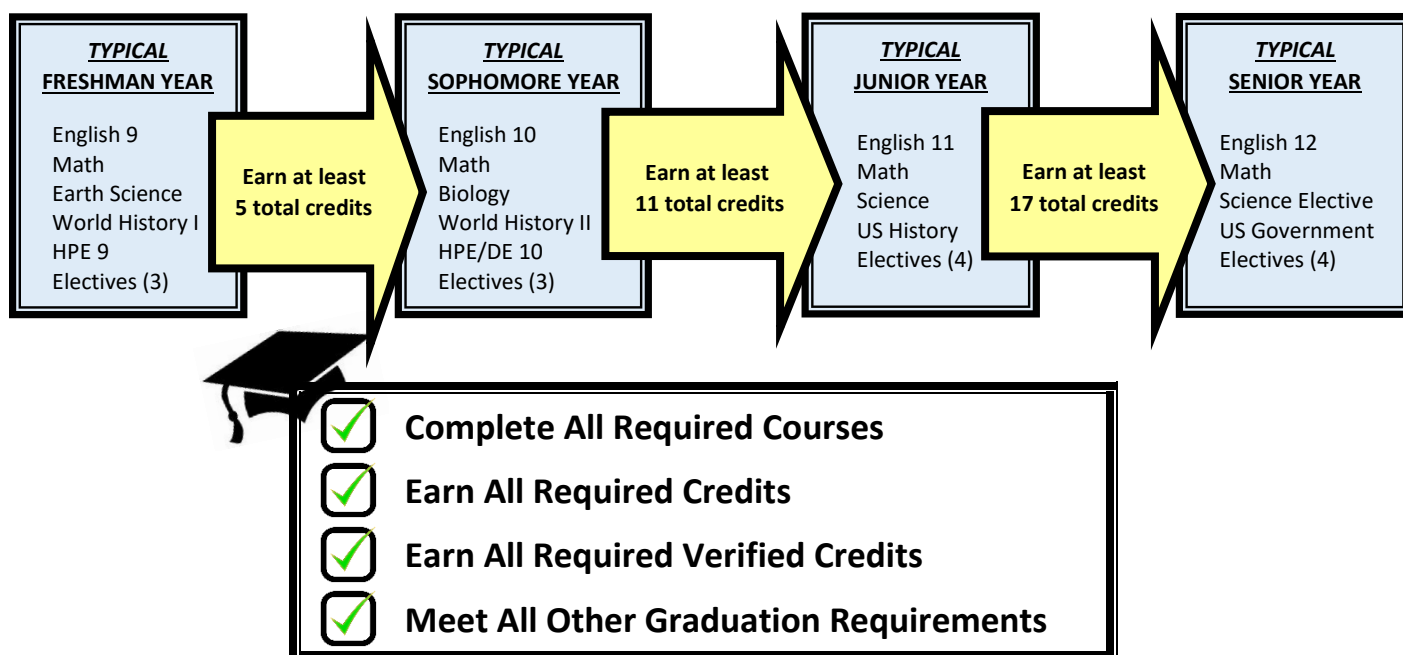 TYPICAL
FRESHMAN YEAR
English 9
Math
Earth Science
World History I
HPE 9
Electives (3)
Earn at least
5 total credits
TYPICAL
SOPHOMORE YEAR
English 10
Math
Biology
World History II
HPE/DE 10
Electives (3)
Earn at least
11 total credits
TYPICAL
JUNIOR YEAR
English 11
Math
Science
US History
Electives (4)
Earn at least
17 total credits
TYPICAL
SENIOR YEAR
English 12
Math
Science Elective
US Government
Electives (4)
Complete All Required Courses
Earn All Required Credits
Earn All Required Verified Credits
Meet All Other Graduation Requirements